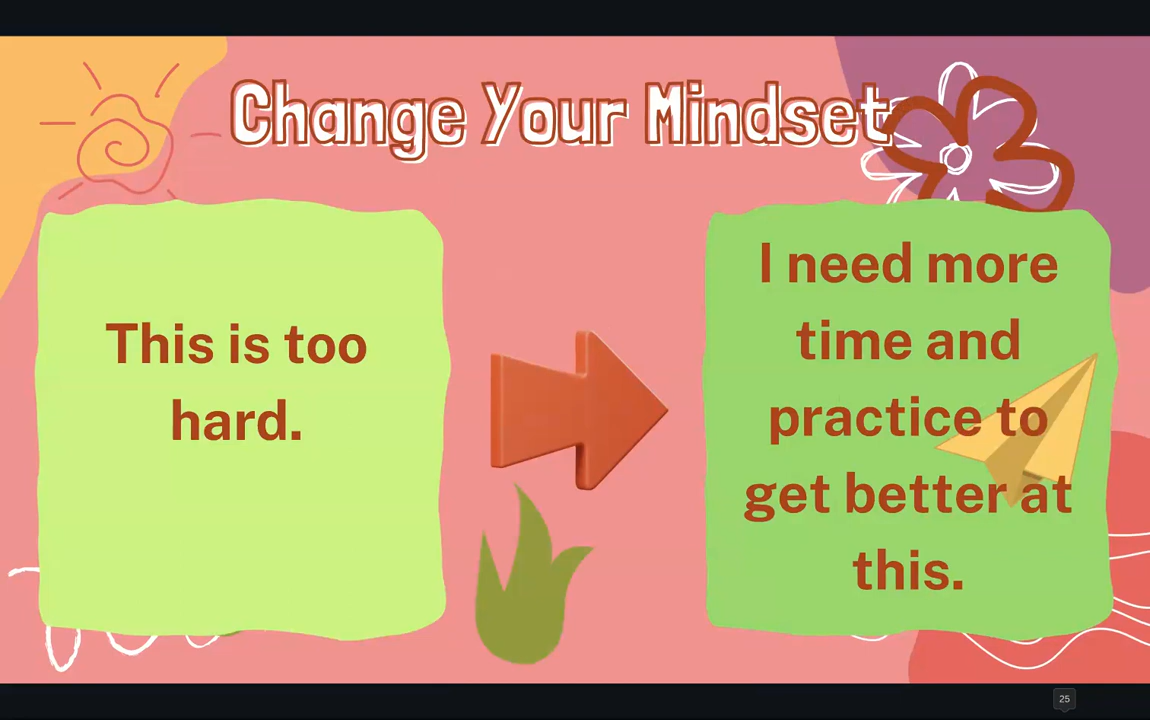 Change Your Mindset
This is too
hard.
I need more
time and
practice to
get better at
this.
25